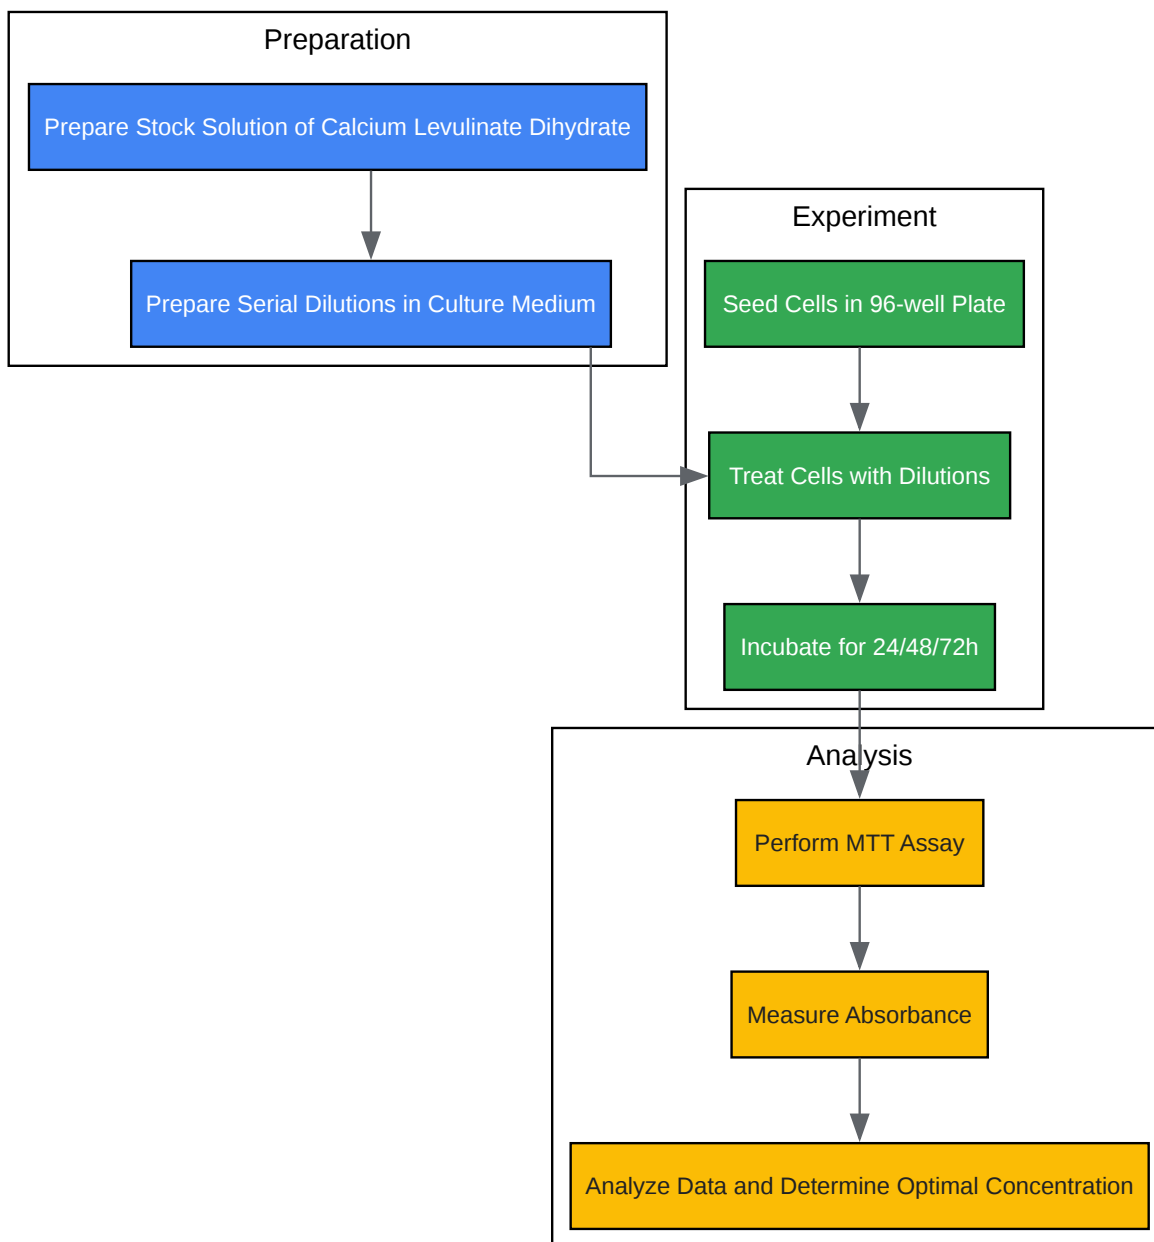 Preparation
Prepare Stock Solution of Calcium Levulinate Dihydrate
Prepare Serial Dilutions in Culture Medium
Experiment
Seed Cells in 96-well Plate
Treat Cells with Dilutions
Incubate for 24/48/72h
Analysis
Perform MTT Assay
Measure Absorbance
Analyze Data and Determine Optimal Concentration